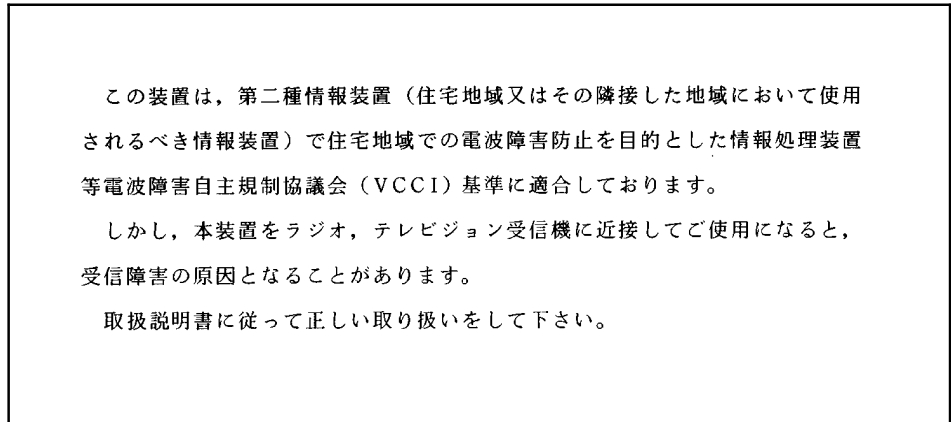 この装置は，第二種情報装置（住宅地域又はその隣接した地域において使用
されるべき情報装置）で住宅地域での電波障害防止を目的とした情報処理装置
等電波障害自主規制協議会（VCCI）基準に適合しております。
しかし，本装置をラジオ，テレビジョン受信機に近接してご使用になると，
受信障害の原因となることがあります。
取扱説明書に従って正しい取り扱いをして下さい。